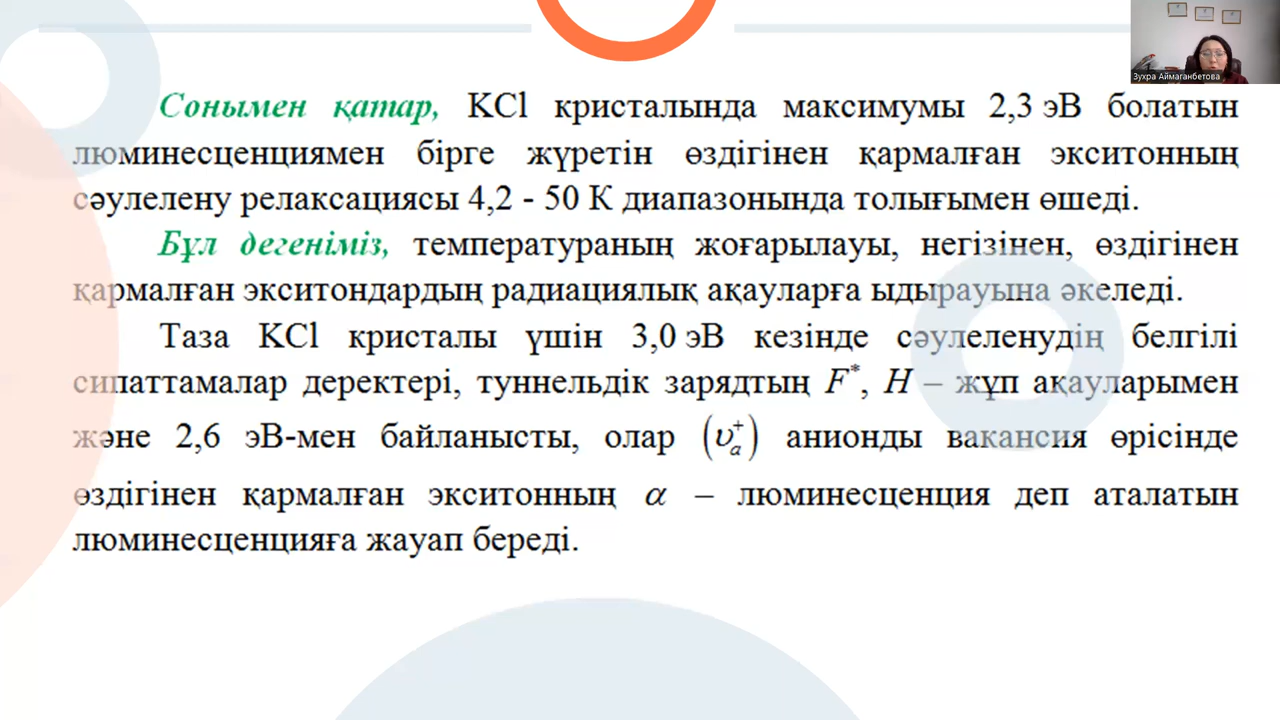 Зухра Аймаганбетова
Сонымен қатар, KCl кристалында максимумы 2,3 эВ болатын
люминесценциямен бірге жүретін өздігінен қармалған экситонның
сәулелену релаксациясы 4,2 - 50 К диапазонында толығымен өшеді.
Бұл дегеніміз, температураның жоғарылауы, негізінен, өздігінен
қармалған экситондардың радиациялық ақауларға ыдырауына әкеледі.
Таза KCl кристалы үшін 3,0 эВ кезінде сәулеленудің белгілі
сипаттамалар деректері, туннельдік зарядтың F*, H – жұп ақауларымен
және 2,6 эВ-мен байланысты, олар (υₐ⁺) анионды вакансия өрісінде
өздігінен қармалған экситонның α – люминесценция деп аталатын
люминесценцияға жауап береді.